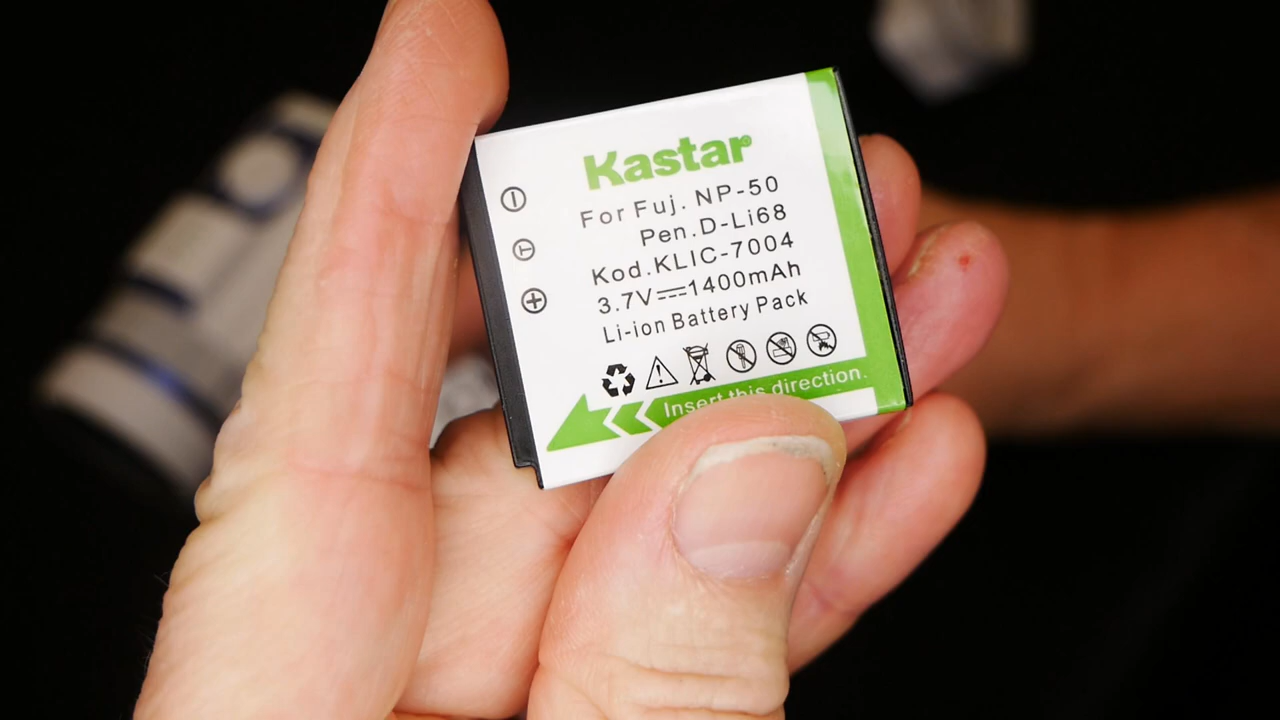 Kastar®
For Fuj. NP-50
Pen.D-Li68
Kod.KLIC-7004
3.7V⎓1400mAh
Li-ion Battery Pack
Insert this direction.